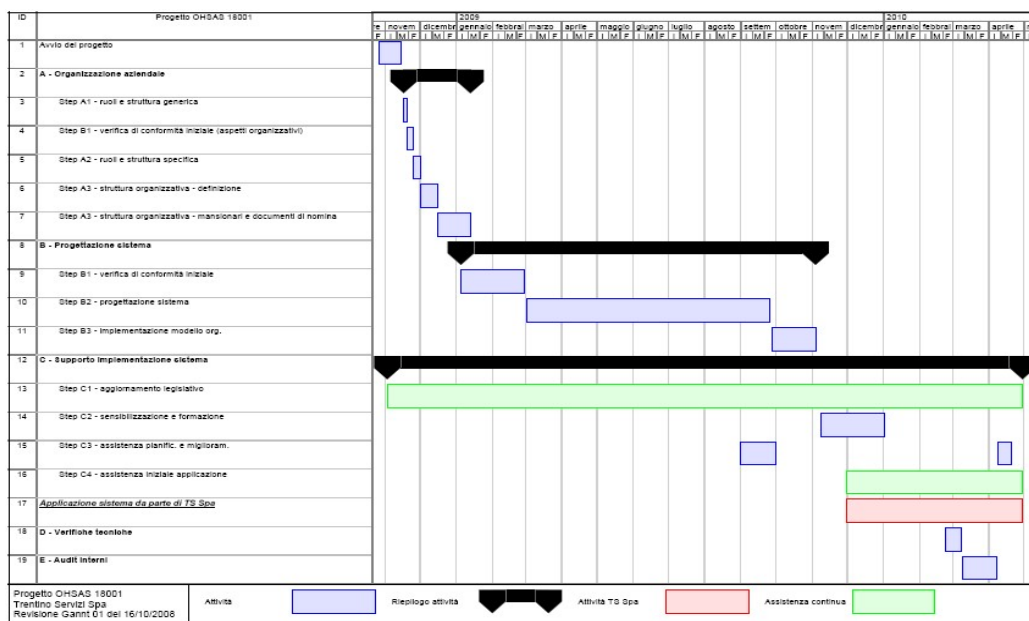 ID Progetto OHSAS 18001
2009 2010
re novem dicembr gennaio febbrai marzo aprile maggio giugno luglio agosto settem ottobre novem dicembr gennaio febbrai marzo aprile
F I M F I M F I M F I M F I M F I M F I M F I M F I M F I M F I M F I M F I M F I M F I M F I M F I M F I M F
1 Avvio del progetto
2 A - Organizzazione aziendale
3 Step A1 - ruoli e struttura generica
4 Step B1 - verifica di conformità iniziale (aspetti organizzativi)
5 Step A2 - ruoli e struttura specifica
6 Step A3 - struttura organizzativa - definizione
7 Step A3 - struttura organizzativa - mansionari e documenti di nomina
8 B - Progettazione sistema
9 Step B1 - verifica di conformità iniziale
10 Step B2 - progettazione sistema
11 Step B3 - implementazione modello org.
12 C - Supporto implementazione sistema
13 Step C1 - aggiornamento legislativo
14 Step C2 - sensibilizzazione e formazione
15 Step C3 - assistenza planific. e miglioram.
16 Step C4 - assistenza iniziale applicazione
17 Applicazione sistema da parte di TS Spa
18 D - Verifiche tecniche
19 E - Audit interni
Progetto OHSAS 18001
Trentino Servizi Spa
Revisione Gannt 01 del 16/10/2008
Attività Riepilogo attività Attività TS Spa Assistenza continua